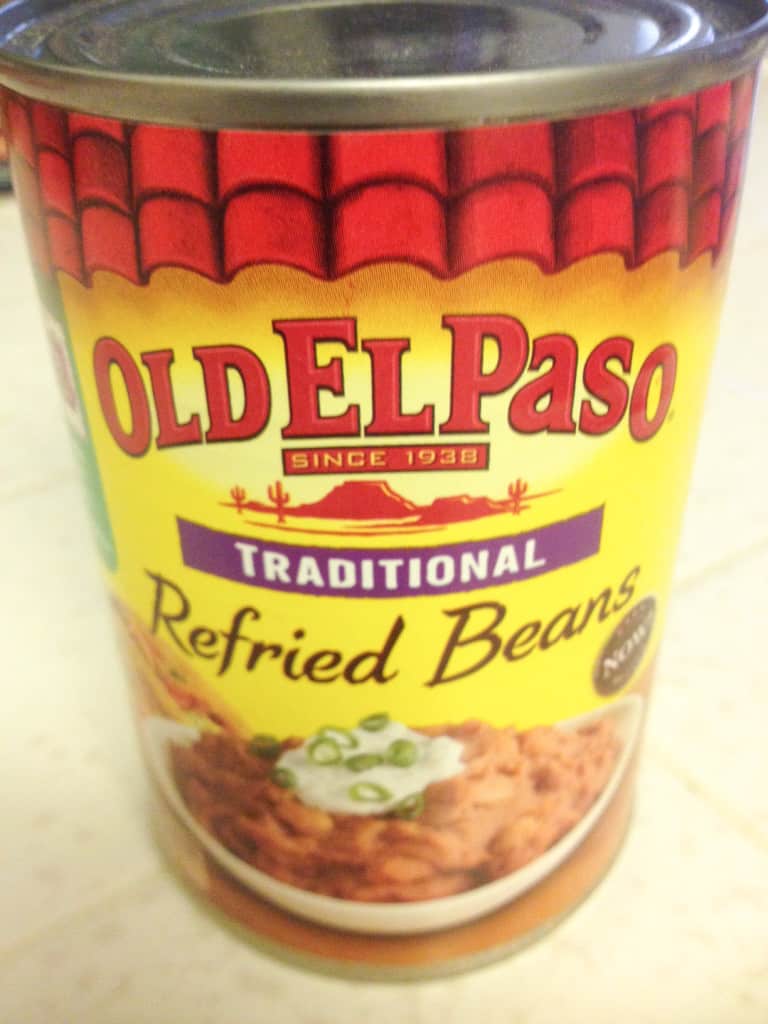 OLD EL PASO
SINCE 1938
TRADITIONAL
Refried Beans
NOW